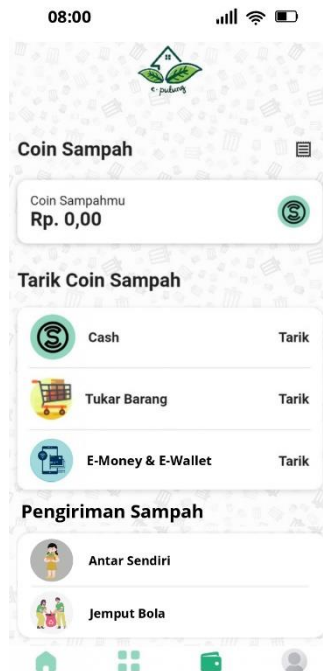 08:00
e-pulung
Coin Sampah
Coin Sampahmu
Rp. 0,00
Tarik Coin Sampah
Cash
Tarik
Tukar Barang
Tarik
E-Money & E-Wallet
Tarik
Pengiriman Sampah
Antar Sendiri
Jemput Bola